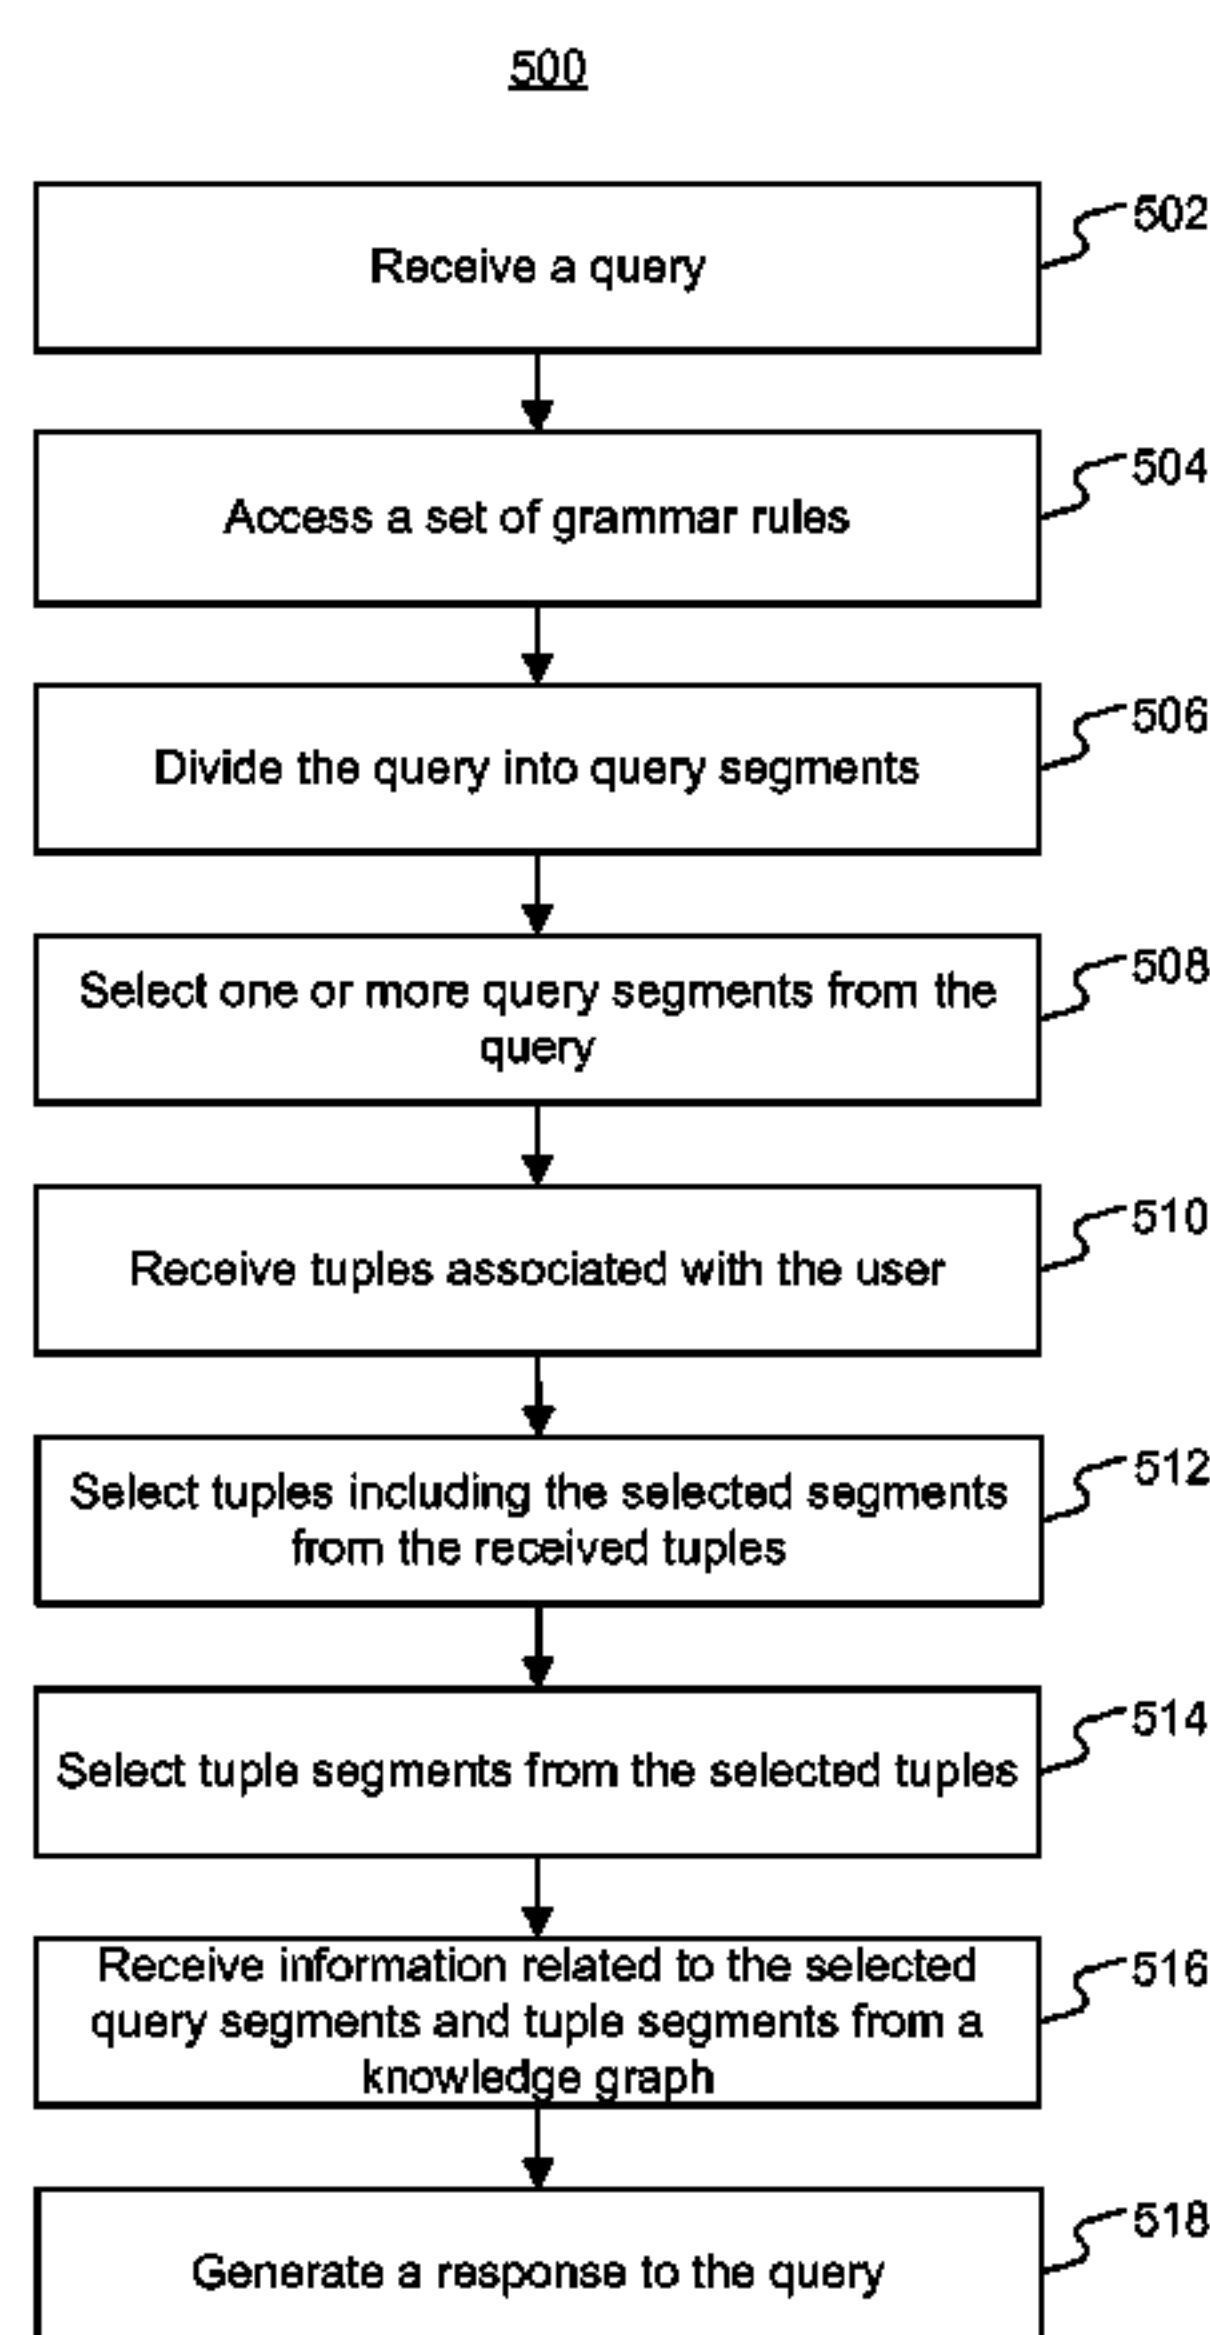 500
Receive a query
502
Access a set of grammar rules
504
Divide the query into query segments
506
Select one or more query segments from the
query
508
Receive tuples associated with the user
510
Select tuples including the selected segments
from the received tuples
512
Select tuple segments from the selected tuples
514
Receive information related to the selected
query segments and tuple segments from a
knowledge graph
516
Generate a response to the query
518